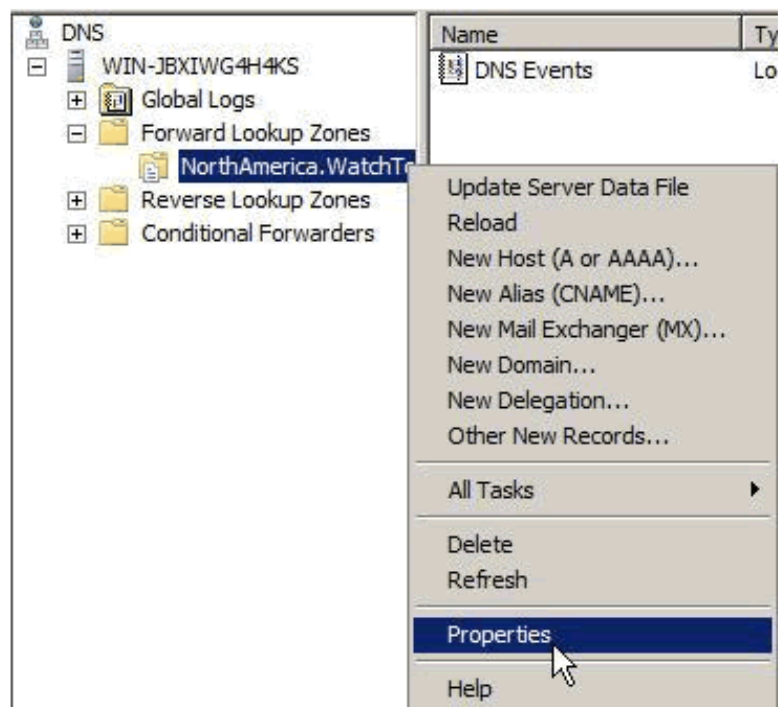 DNS
WIN-JBXIWG4H4KS
Global Logs
Forward Lookup Zones
NorthAmerica.WatchTo
Reverse Lookup Zones
Conditional Forwarders
Name Ty
DNS Events Lo
Update Server Data File
Reload
New Host (A or AAAA)...
New Alias (CNAME)...
New Mail Exchanger (MX)...
New Domain...
New Delegation...
Other New Records...
All Tasks
Delete
Refresh
Properties
Help